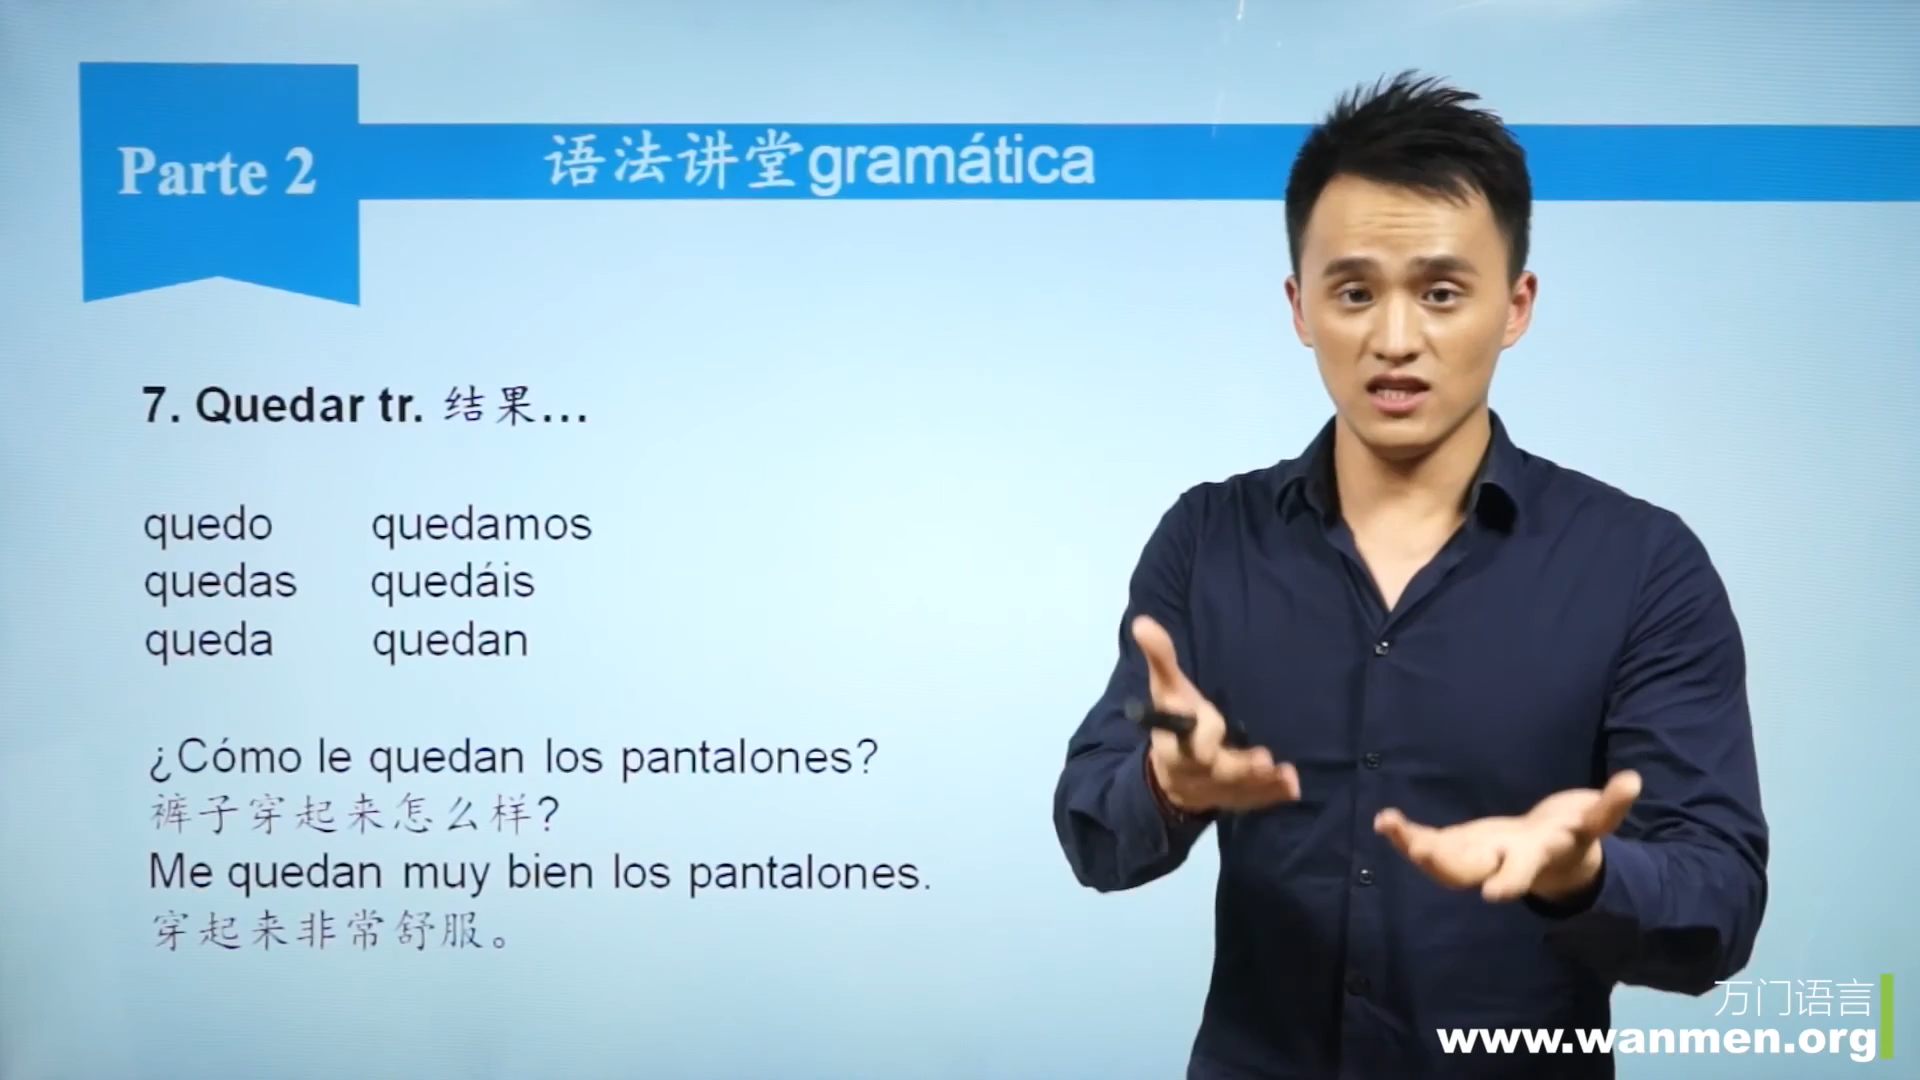 Parte 2
语法讲堂gramática
7. Quedar tr. 结果...
quedo quedamos
quedas quedáis
queda quedan
¿Cómo le quedan los pantalones?
裤子穿起来怎么样?
Me quedan muy bien los pantalones.
穿起来非常舒服。
万门语言
www.wanmen.org